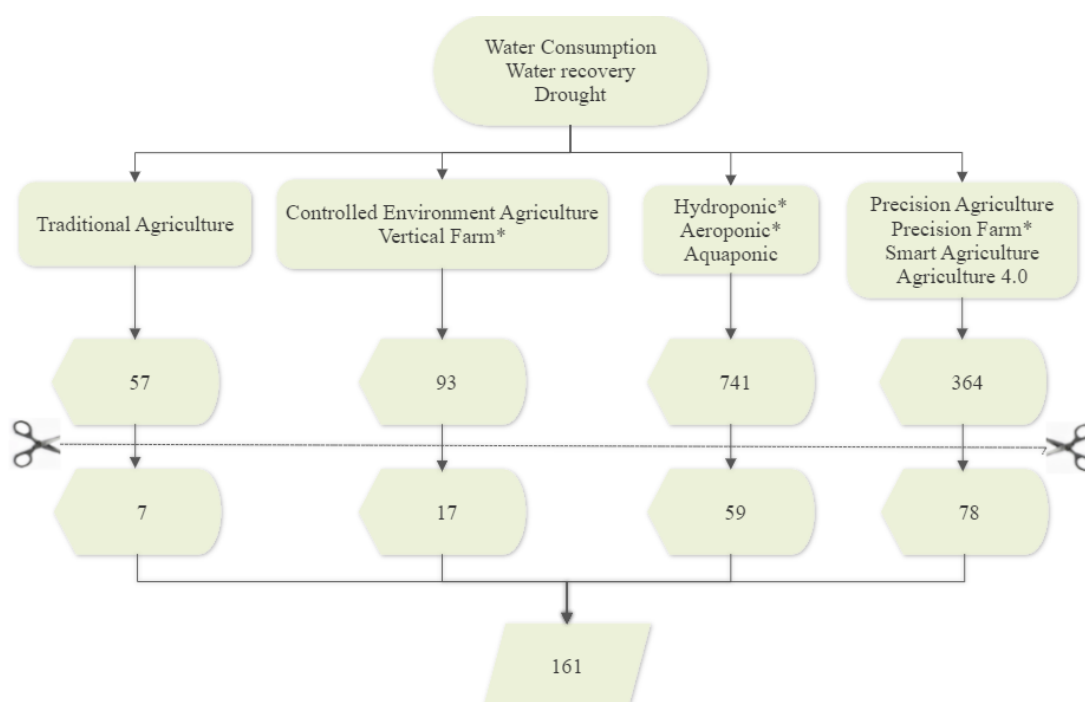 Water Consumption
Water recovery
Drought
Traditional Agriculture
Controlled Environment Agriculture
Vertical Farm*
Hydroponic*
Aeroponic*
Aquaponic
Precision Agriculture
Precision Farm*
Smart Agriculture
Agriculture 4.0
57
93
741
364
7
17
59
78
161